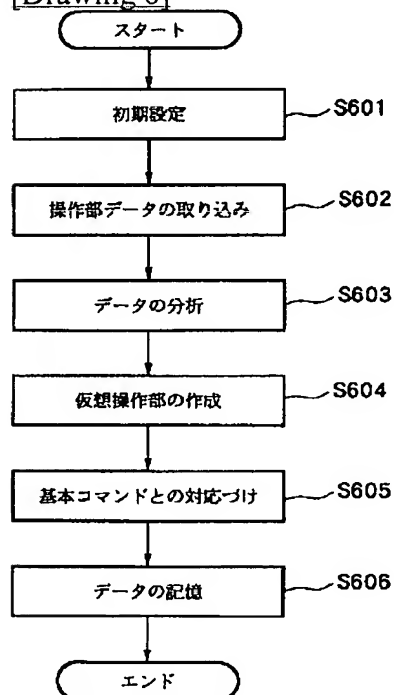 [Drawing 6]
スタート
初期設定
S601
操作部データの取り込み
S602
データの分析
S603
仮想操作部の作成
S604
基本コマンドとの対応づけ
S605
データの記憶
S606
エンド